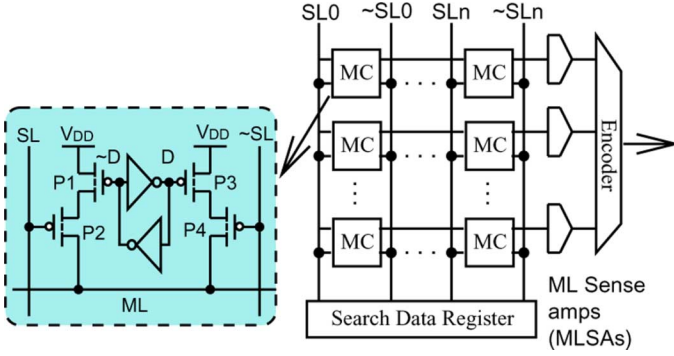 SL0 ~SL0 SLn ~SLn
MC MC
SL VDD VDD ~SL
~D D
P1 P3
MC MC
P2 P4
Encoder
MC MC
ML
ML Sense
amps
(MLSAs)
Search Data Register